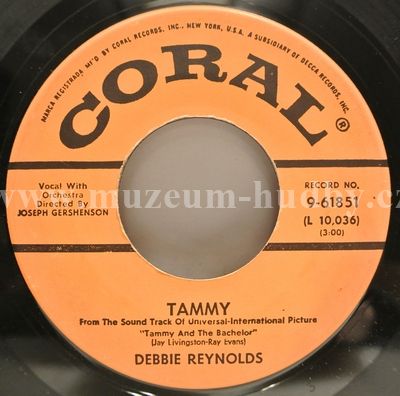 MARCA REGISTRADA MF'D BY CORAL RECORDS, INC., NEW YORK, U.S.A. A SUBSIDIARY OF DECCA RECORDS, INC.
CORAL®
Vocal With
Orchestra
Directed By
JOSEPH GERSHENSON
RECORD NO.
9-61851
(L 10,036)
(3:00)
www.muzeum-hudby.cz
TAMMY
From The Sound Track Of Universal-International Picture
"Tammy And The Bachelor"
(Jay Livingston-Ray Evans)
DEBBIE REYNOLDS